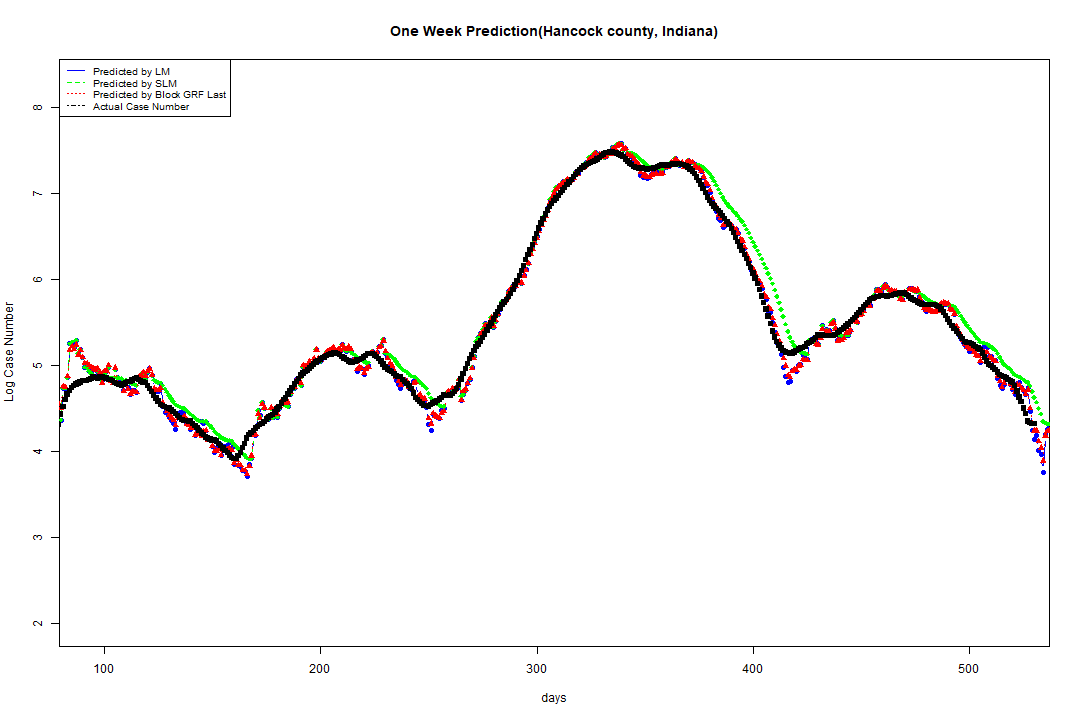 One Week Prediction(Hancock county, Indiana)
Predicted by LM
Predicted by SLM
Predicted by Block GRF Last
Actual Case Number
8
7
6
5
4
3
2
Log Case Number
100 200 300 400 500
days